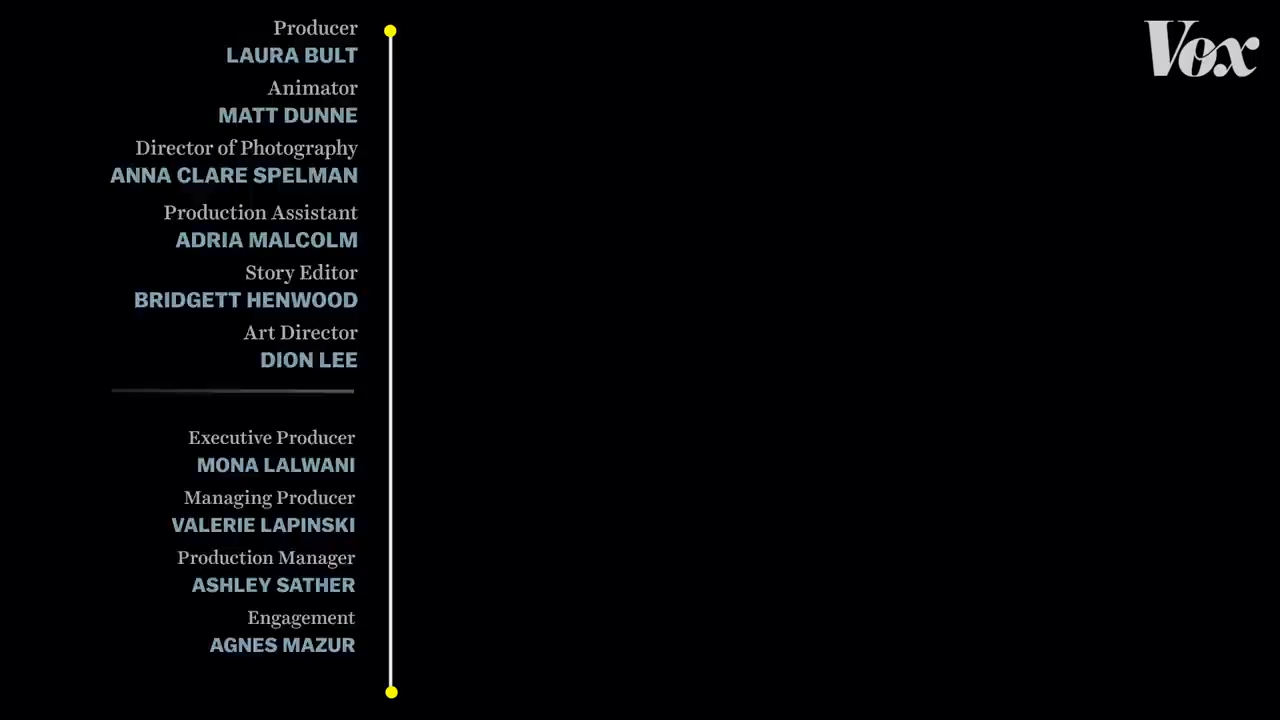 Producer
LAURA BULT
Animator
MATT DUNNE
Director of Photography
ANNA CLARE SPELMAN
Production Assistant
ADRIA MALCOLM
Story Editor
BRIDGETT HENWOOD
Art Director
DION LEE
Executive Producer
MONA LALWANI
Managing Producer
VALERIE LAPINSKI
Production Manager
ASHLEY SATHER
Engagement
AGNES MAZUR
Vox